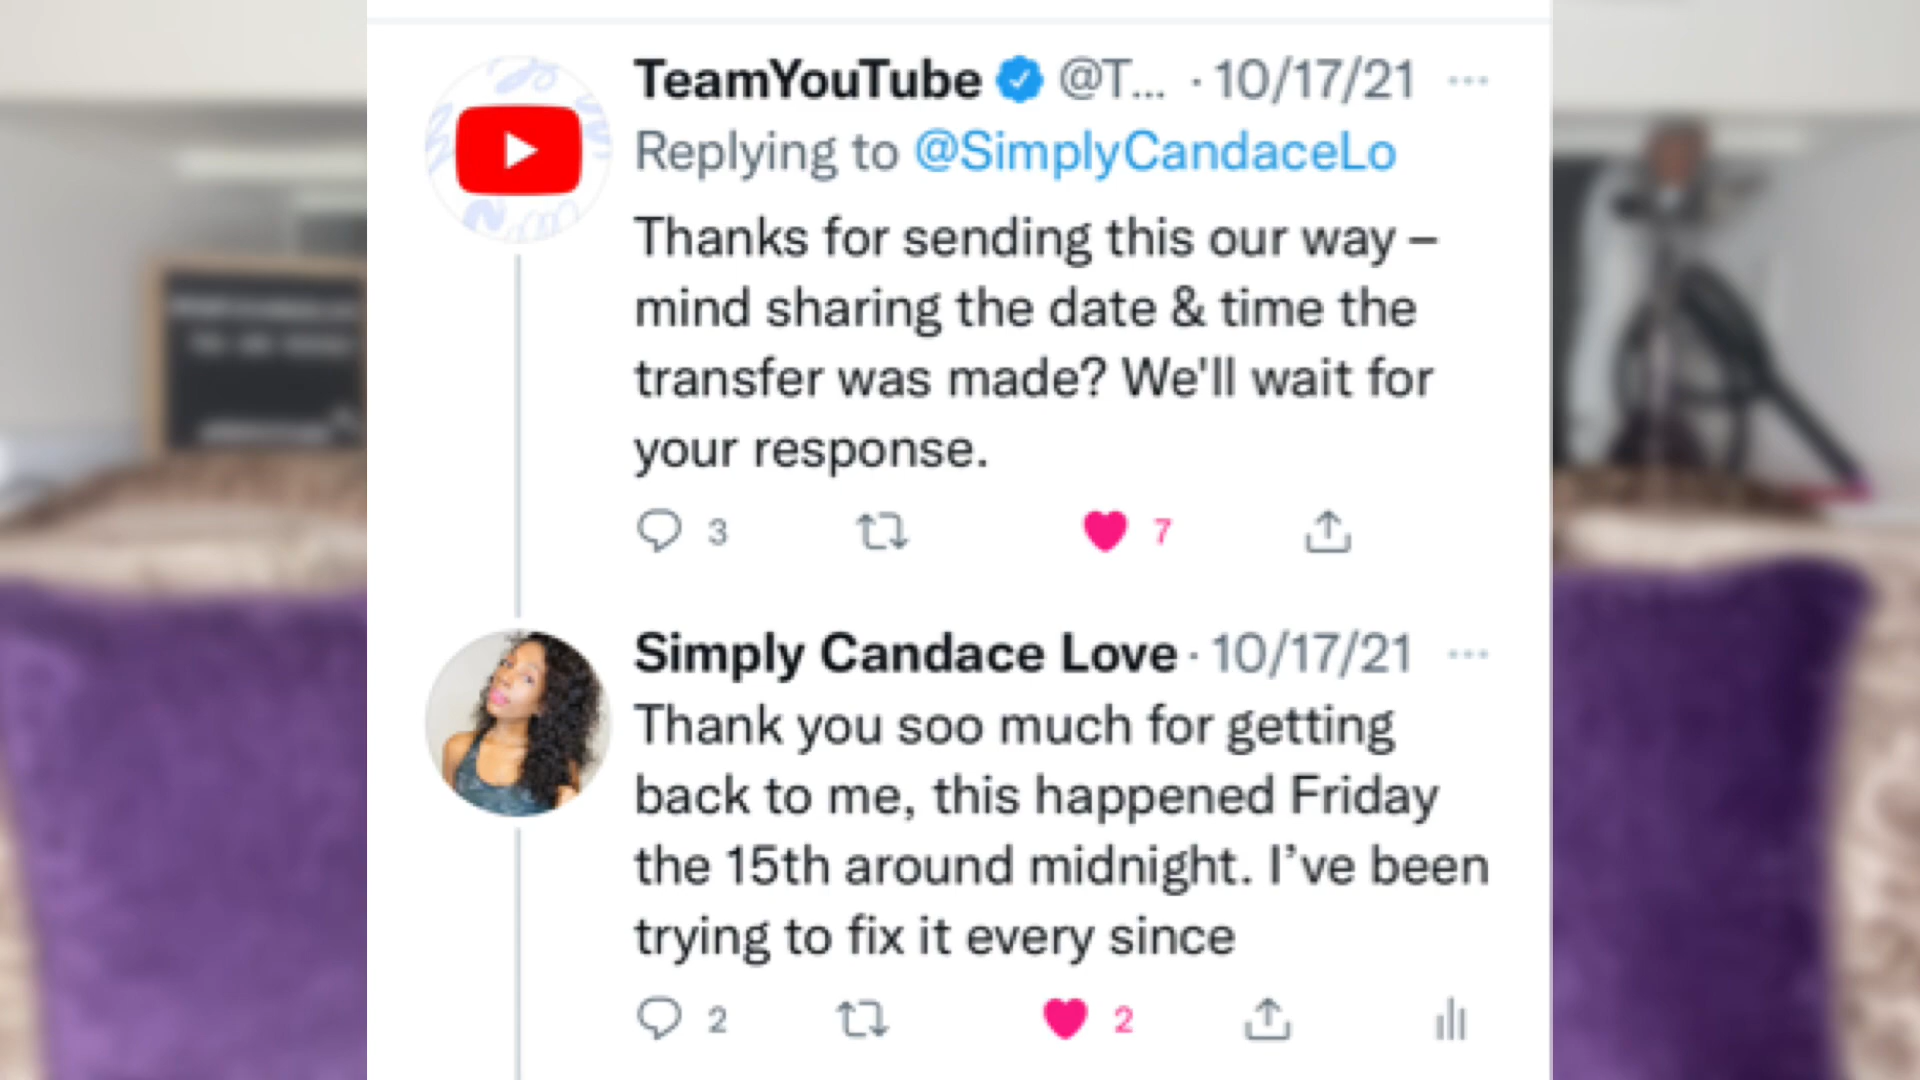 TeamYouTube @T... · 10/17/21
Replying to @SimplyCandaceLo
Thanks for sending this our way –
mind sharing the date & time the
transfer was made? We'll wait for
your response.
3 7
Simply Candace Love · 10/17/21
Thank you soo much for getting
back to me, this happened Friday
the 15th around midnight. I’ve been
trying to fix it every since
2 2